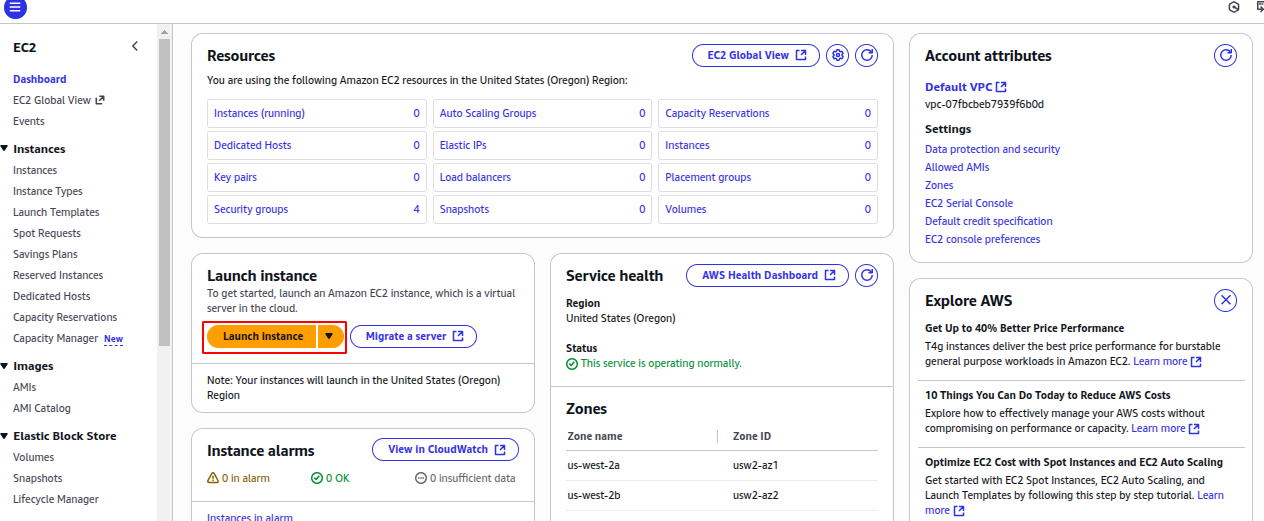 EC2
Dashboard
EC2 Global View
Events
Instances
Instances
Instance Types
Launch Templates
Spot Requests
Savings Plans
Reserved Instances
Dedicated Hosts
Capacity Reservations
Capacity Manager New
Images
AMIs
AMI Catalog
Elastic Block Store
Volumes
Snapshots
Lifecycle Manager
Resources
EC2 Global View
You are using the following Amazon EC2 resources in the United States (Oregon) Region:
Instances (running) 0
Auto Scaling Groups 0
Capacity Reservations 0
Dedicated Hosts 0
Elastic IPs 0
Instances 0
Key pairs 0
Load balancers 0
Placement groups 0
Security groups 4
Snapshots 0
Volumes 0
Launch instance
To get started, launch an Amazon EC2 instance, which is a virtual
server in the cloud.
Launch instance
Migrate a server
Note: Your instances will launch in the United States (Oregon)
Region
Instance alarms
View in CloudWatch
0 in alarm
0 OK
0 insufficient data
Instances in alarm
Service health
AWS Health Dashboard
Region
United States (Oregon)
Status
This service is operating normally.
Zones
Zone name Zone ID
us-west-2a usw2-az1
us-west-2b usw2-az2
Account attributes
Default VPC
vpc-07fbcbeb7939f6b0d
Settings
Data protection and security
Allowed AMIs
Zones
EC2 Serial Console
Default credit specification
EC2 console preferences
Explore AWS
Get Up to 40% Better Price Performance
T4g instances deliver the best price performance for burstable
general purpose workloads in Amazon EC2. Learn more
10 Things You Can Do Today to Reduce AWS Costs
Explore how to effectively manage your AWS costs without
compromising on performance or capacity. Learn more
Optimize EC2 Cost with Spot Instances and EC2 Auto Scaling
Get started with EC2 Spot Instances, EC2 Auto Scaling, and
Launch Templates by following this step by step tutorial. Learn
more